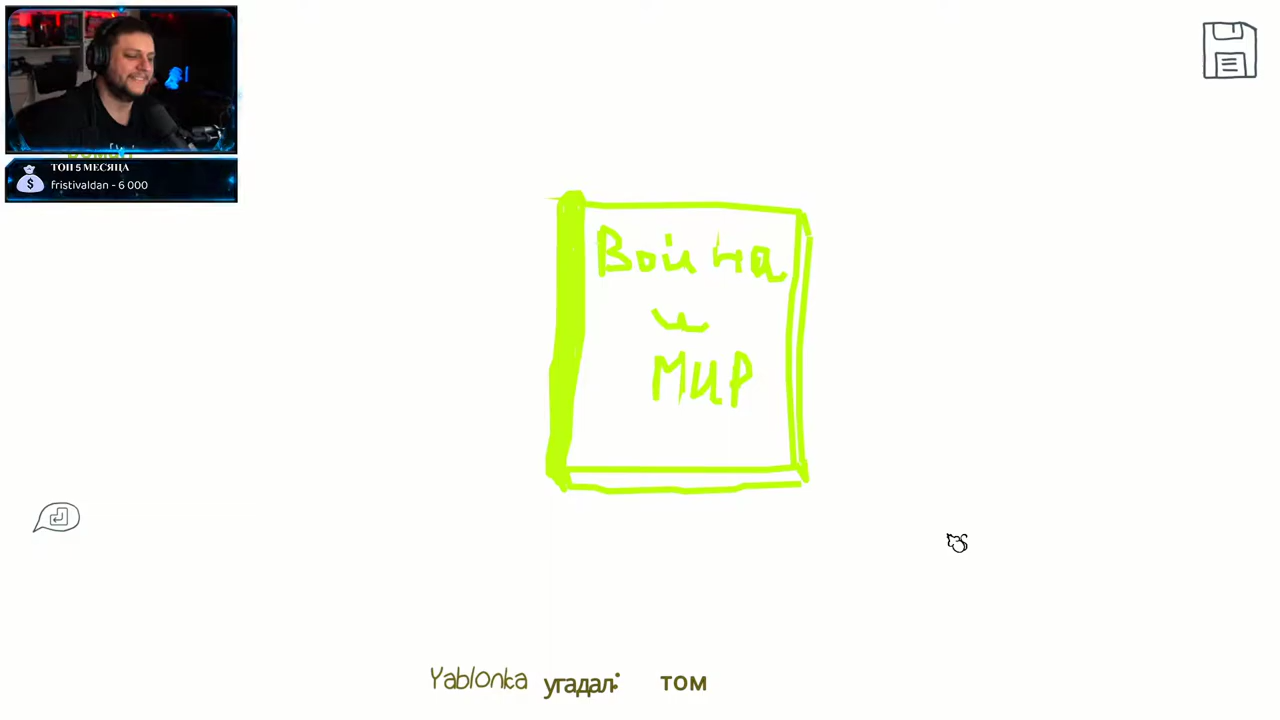 ТОП 5 МЕСЯЦА
fristivaldan - 6 000
Война
и
МИР
Yablonka угадал: том